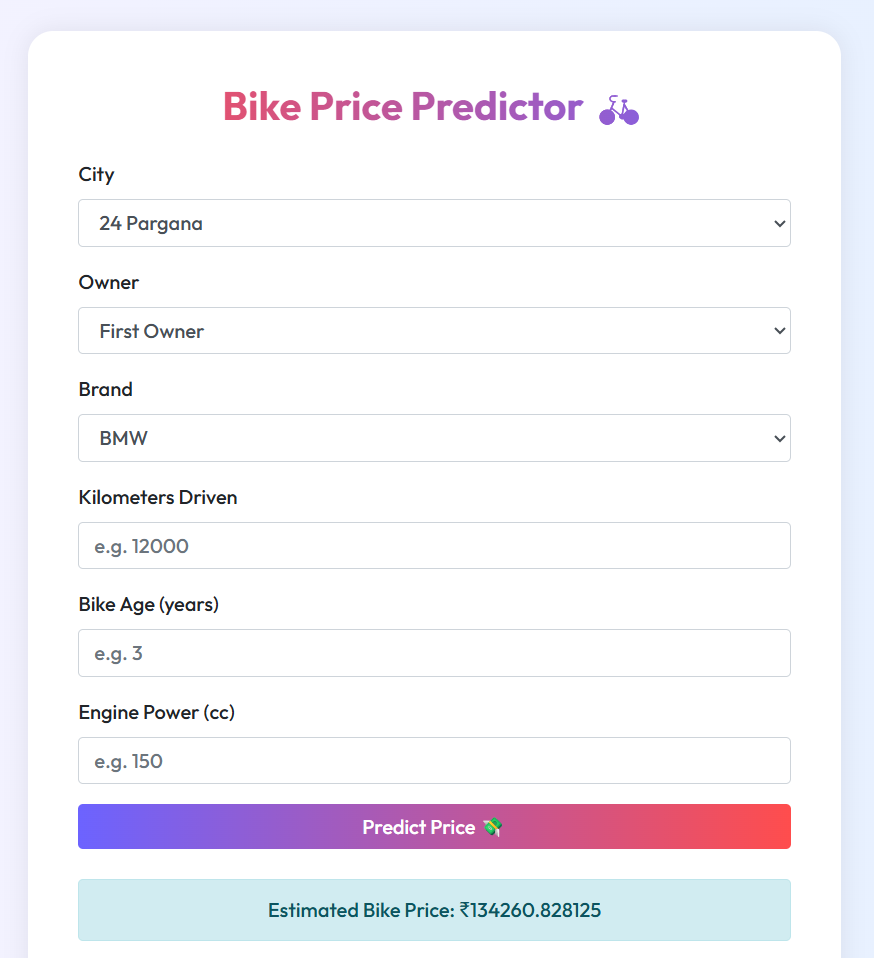 Bike Price Predictor 🚲
City
24 Pargana
Owner
First Owner
Brand
BMW
Kilometers Driven
e.g. 12000
Bike Age (years)
e.g. 3
Engine Power (cc)
e.g. 150
Predict Price 💸
Estimated Bike Price: ₹134260.828125